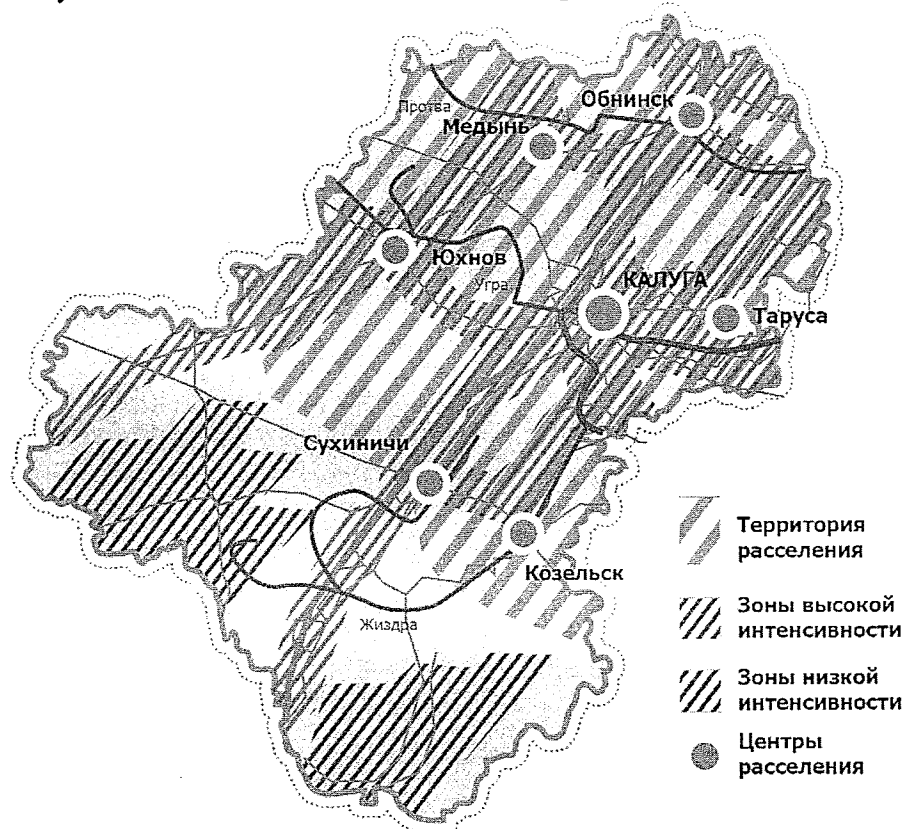 Обнинск
Протва
Медынь
Юхнов
Угра
КАЛУГА
Таруса
Сухиничи
Козельск
Жиздра
Территория
расселения
Зоны высокой
интенсивности
Зоны низкой
интенсивности
Центры
расселения